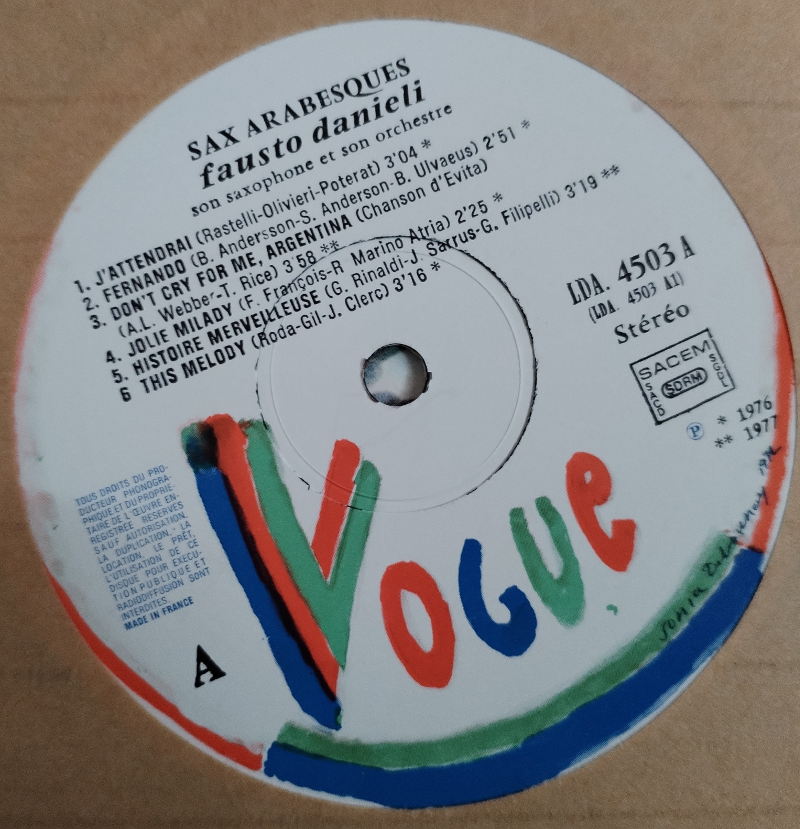 SAX ARABESQUES
fausto danieli
son saxophone et son orchestre
1. J'ATTENDRAI (Rastelli-Olivieri-Poterat) 3'04 *
2. FERNANDO (B. Andersson-S. Anderson-B. Ulvaeus) 2'51 *
3. DON'T CRY FOR ME, ARGENTINA (Chanson d'Evita)
(A.L. Webber-T. Rice) 3'58 **
4. JOLIE MILADY (F. François-R Marino Atria) 2'25 *
5. HISTOIRE MERVEILLEUSE (G. Rinaldi-J. Sarrus-G. Filipelli) 3'19 **
6 THIS MELODY (Roda-Gil-J. Clerc) 3'16 *
LDA. 4503 A
(LDA. 4503 A1)
Stéréo
SACEM
SACD SDRM SGDL
℗ * 1976
** 1977
TOUS DROITS DU PRO-
DUCTEUR PHONOGRA-
PHIQUE ET DU PROPRIE-
TAIRE DE L'ŒUVRE EN-
REGISTRÉE RESERVES
SAUF AUTORISATION,
LA DUPLICATION, LA
LOCATION, LE PRÊT,
L'UTILISATION DE CE
DISQUE POUR EXECU-
TION PUBLIQUE ET
RADIODIFFUSION SONT
INTERDITES.
MADE IN FRANCE
A
VOGUE
Sonia Delaunay